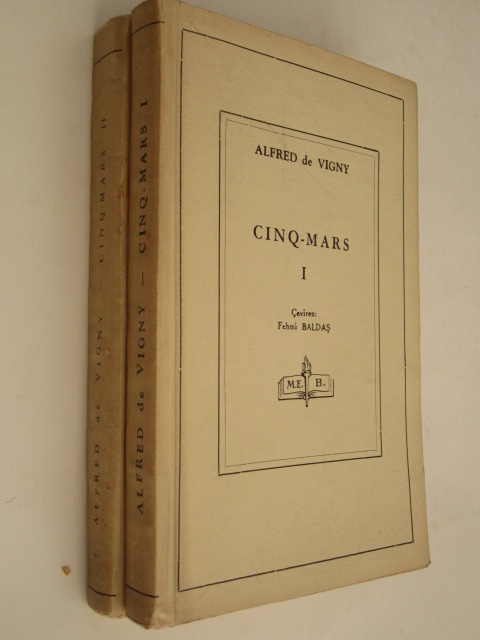 ALFRED de VIGNY — CINQ-MARS II
ALFRED de VIGNY — CINQ-MARS I
ALFRED de VIGNY
CINQ-MARS
I
Çeviren:
Fehmi BALDAŞ
M.E. B.